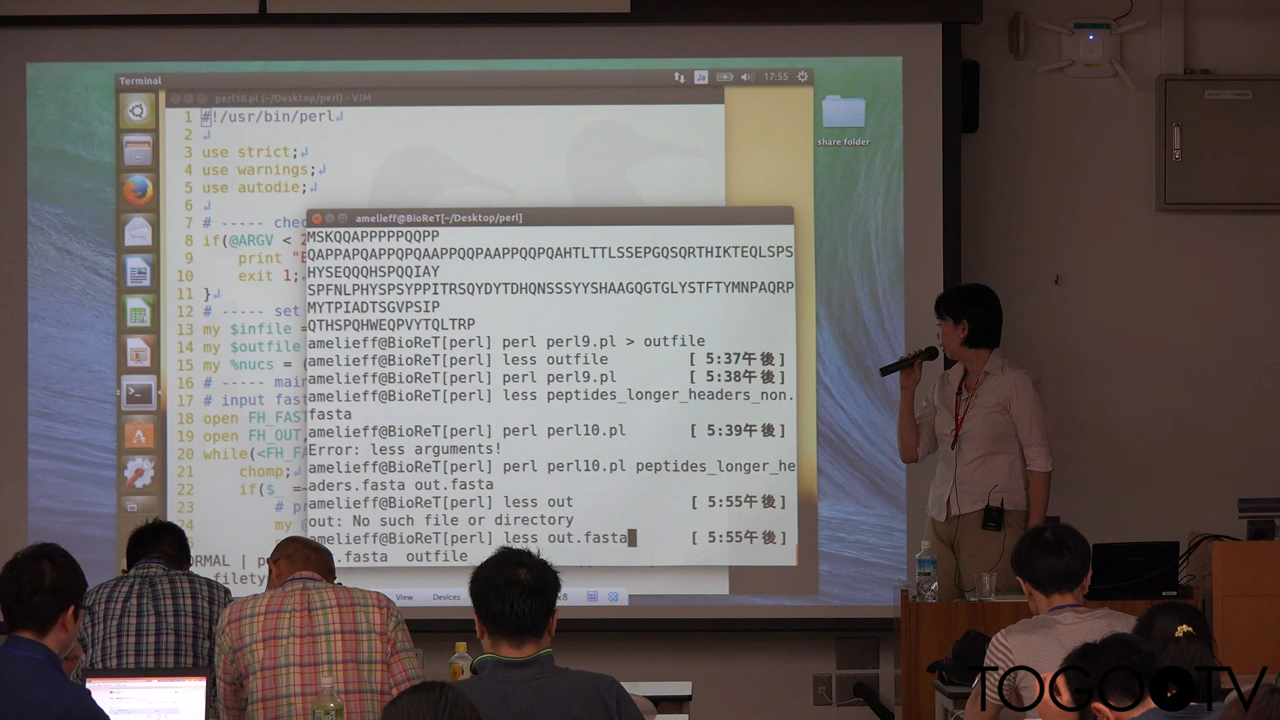 Terminal
Ja
17:55
perl10.pl (~/Desktop/perl) - VIM
share folder
1 #!/usr/bin/perl
2
3 use strict;
4 use warnings;
5 use autodie;
6
7 # ----- chec
8 if(@ARGV < 2
9 print "E
10 exit 1;
11 }
12 # ----- set
13 my $infile =
14 my $outfile
15 my %nucs = (
16 # ----- main
17 # input fast
18 open FH_FAST
19 open FH_OUT,
20 while(<FH_FA
21 chomp;
22 if($_ =
23 # pr
24 my @
amelieff@BioReT[~/Desktop/perl]
MSKQQAPPPPPQQPP
QAPPAPQAPPQPAAPPQQPAAPPQQPQAHTLTTLSSEPGQSQRTHIKTEQLSPS
HYSEQQQHSPQQIAY
SPFNLPHYSPSYPPITRSQYDYTDHQNSSSYYSHAAGQGTGLYSTFTYMNPAQRP
MYTPIADTSGVPSIP
QTHSPQHWEQPVYTQLTRP
amelieff@BioReT[perl] perl perl9.pl > outfile
amelieff@BioReT[perl] less outfile [ 5:37午後]
amelieff@BioReT[perl] perl perl9.pl [ 5:38午後]
amelieff@BioReT[perl] less peptides_longer_headers_non.
fasta
amelieff@BioReT[perl] perl perl10.pl [ 5:39午後]
Error: less arguments!
amelieff@BioReT[perl] perl perl10.pl peptides_longer_he
aders.fasta out.fasta
amelieff@BioReT[perl] less out [ 5:55午後]
out: No such file or directory
amelieff@BioReT[perl] less out.fasta [ 5:55午後]
.fasta outfile
ORMAL
filety
View Devices
TOGOTV